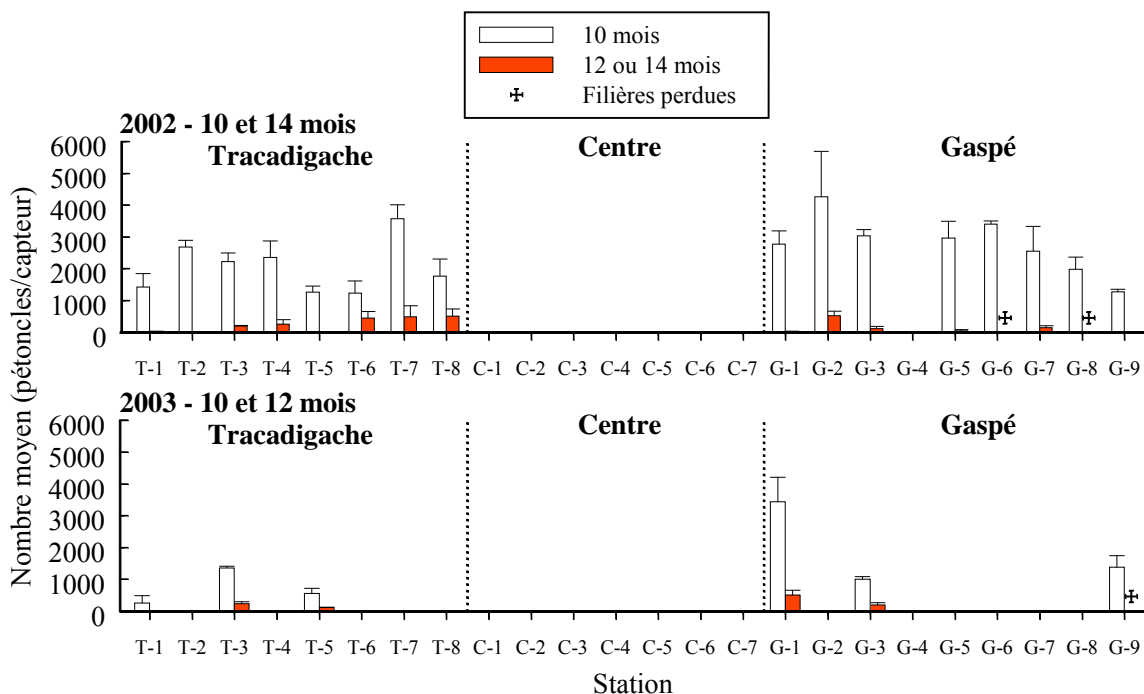 10 mois
12 ou 14 mois
Filières perdues
2002 - 10 et 14 mois
Tracadigache
Centre
Gaspé
Nombre moyen (pétoncles/capteur)
6000
5000
4000
3000
2000
1000
0
T-1 T-2 T-3 T-4 T-5 T-6 T-7 T-8 C-1 C-2 C-3 C-4 C-5 C-6 C-7 G-1 G-2 G-3 G-4 G-5 G-6 G-7 G-8 G-9
2003 - 10 et 12 mois
Tracadigache
Centre
Gaspé
6000
5000
4000
3000
2000
1000
0
T-1 T-2 T-3 T-4 T-5 T-6 T-7 T-8 C-1 C-2 C-3 C-4 C-5 C-6 C-7 G-1 G-2 G-3 G-4 G-5 G-6 G-7 G-8 G-9
Station